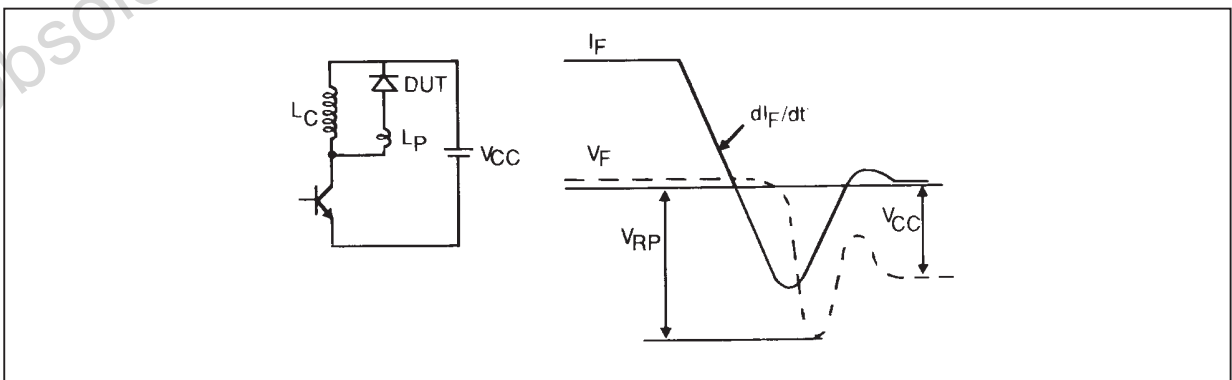 IF
dIF/dt
DUT
LC
LP
VCC
VF
VRP
VCC